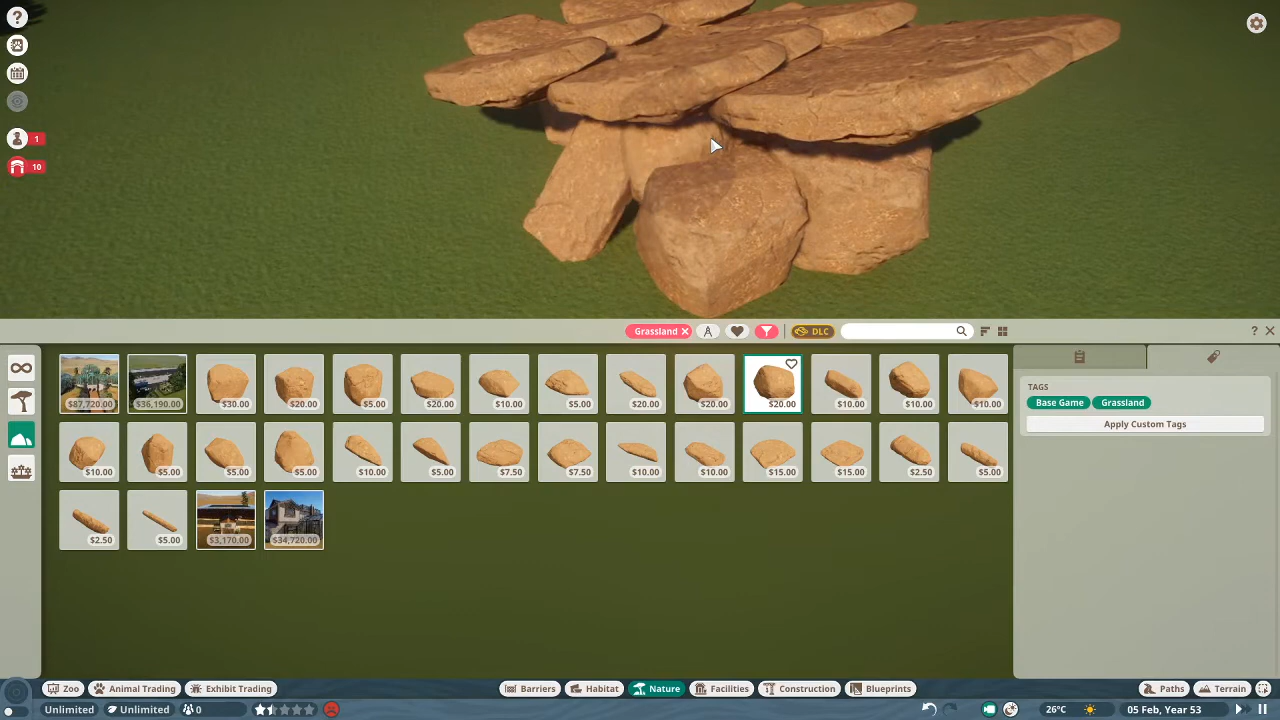 ?
1
10
Grassland ✕
DLC
? ✕
$87,720.00 $36,190.00 $30.00 $20.00 $5.00 $20.00 $10.00 $5.00 $20.00 $20.00 $20.00 $10.00 $10.00 $10.00
TAGS
Base Game Grassland
Apply Custom Tags
$10.00 $5.00 $5.00 $5.00 $10.00 $5.00 $7.50 $7.50 $10.00 $10.00 $15.00 $15.00 $2.50 $5.00
$2.50 $5.00 $3,170.00 $34,720.00
Zoo Animal Trading Exhibit Trading Barriers Habitat Nature Facilities Construction Blueprints Paths Terrain
Unlimited Unlimited 0 26°C 05 Feb, Year 53